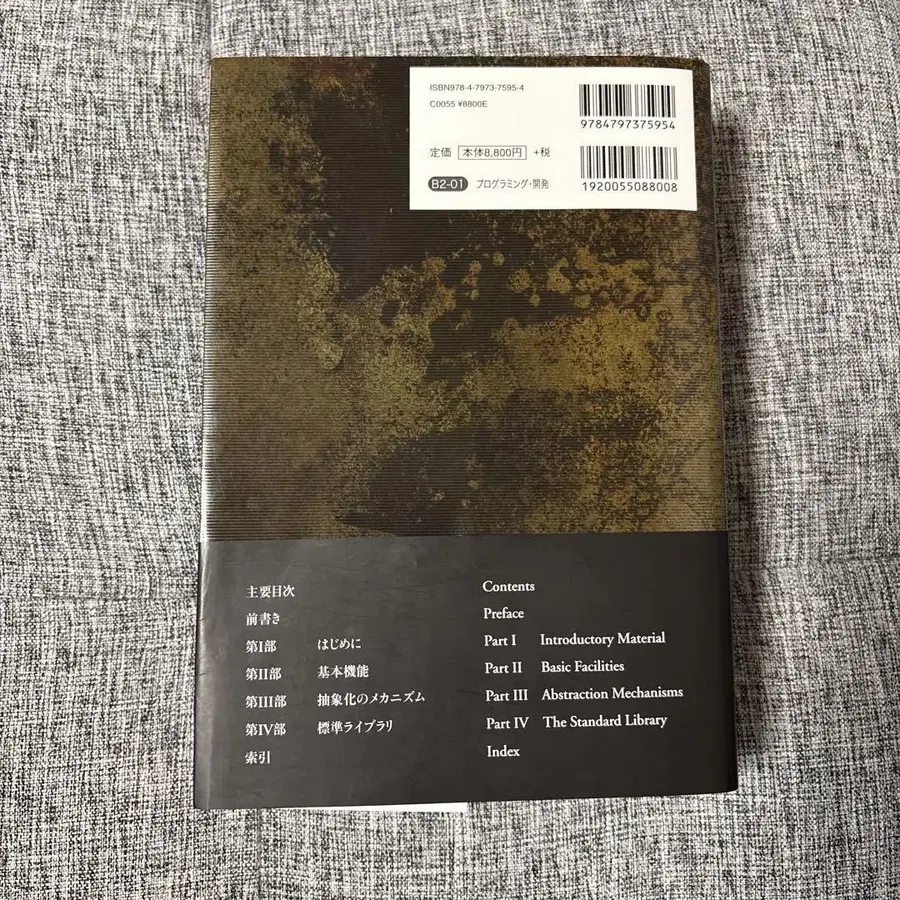 ISBN978-4-7973-7595-4
C0055 ¥8800E
9784797375954
定価 本体8,800円 +税
1920055088008
B2-01 プログラミング・開発
主要目次
前書き
第I部 はじめに
第II部 基本機能
第III部 抽象化のメカニズム
第IV部 標準ライブラリ
索引
Contents
Preface
Part I Introductory Material
Part II Basic Facilities
Part III Abstraction Mechanisms
Part IV The Standard Library
Index